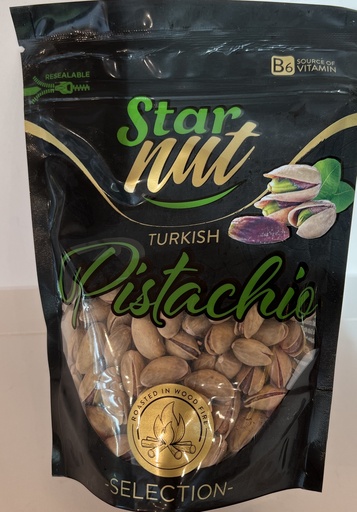 RESEALABLE
B6 SOURCE OF
VITAMIN
Star
nut
TURKISH
Pistachio
ROASTED IN WOOD FIRE
-SELECTION-